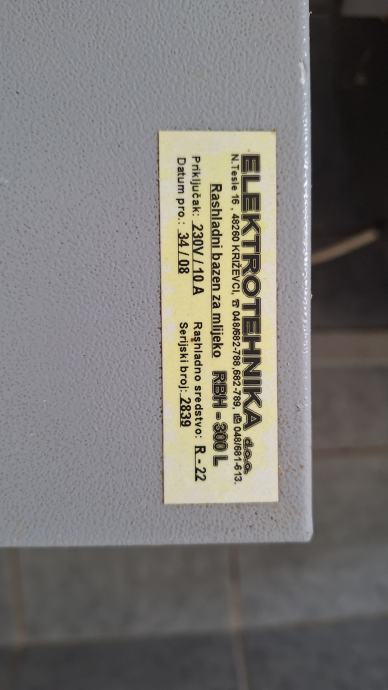 ELEKTROTEHNIKA d.o.o.
N.Tesle 16 , 48260 KRIŽEVCI, ☎ 048/682-788,682-789, 📠 048/681-613.
Rashladni bazen za mlijeko RBH - 300 L
Priključak: 230V / 10 A Rashladno sredstvo: R - 22
Datum pro.: 34 / 08 Serijski broj: 2839